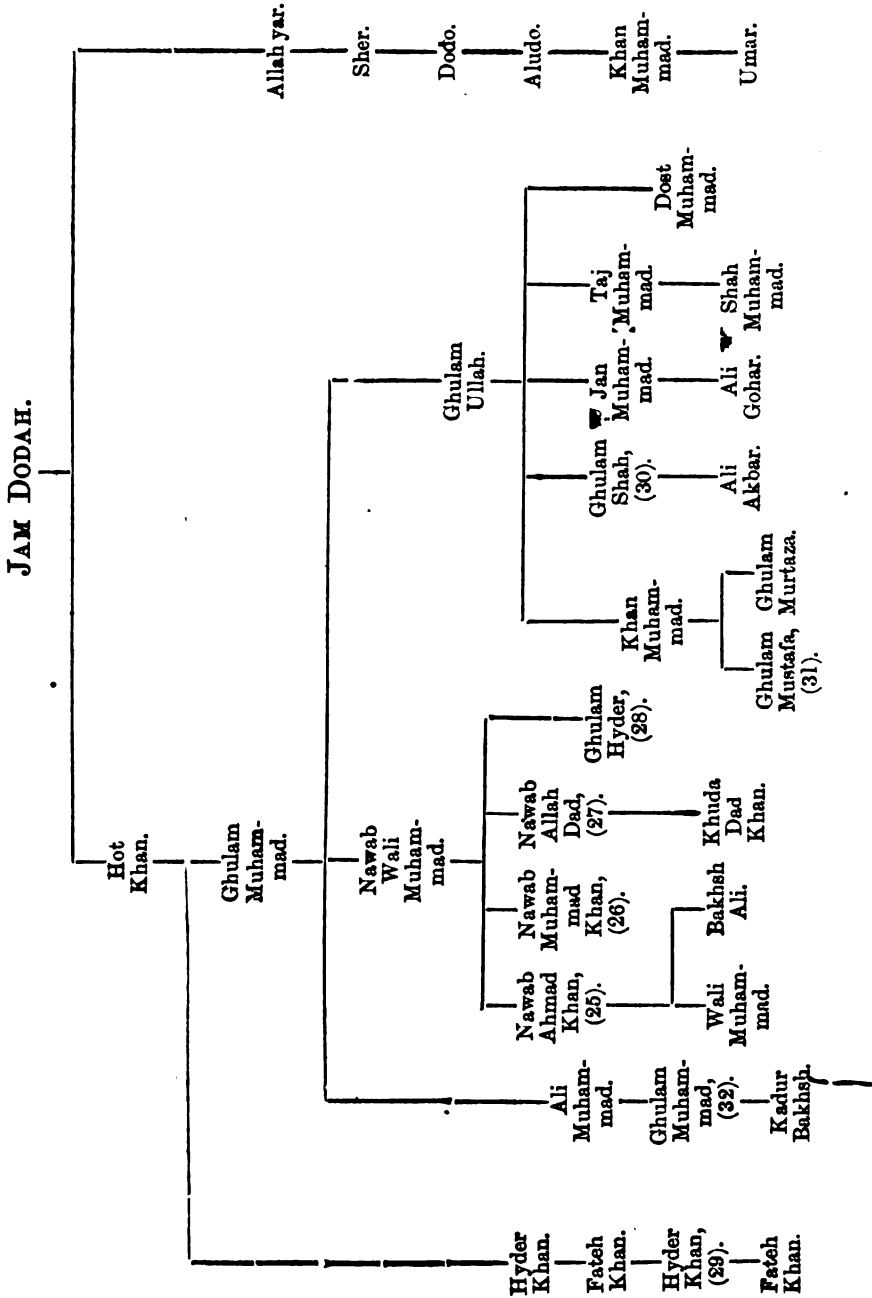 JAM DODAH.
Hot
Khan.
Ghulam
Muham-
mad.
Allah yar.
Sher.
Dodo.
Aludo.
Khan
Muham-
mad.
Umar.
Nawab
Wali
Muham-
mad.
Ghulam
Ullah.
Hyder
Khan.
Fateh
Khan.
Hyder
Khan,
(29).
Fateh
Khan.
Ali
Muham-
mad.
Ghulam
Muham-
mad,
(32).
Kadur
Bakhsh.
Nawab
Ahmad
Khan,
(25).
Wali
Muham-
mad.
Bakhsh
Ali.
Nawab
Muham-
mad
Khan,
(26).
Nawab
Allah
Dad,
(27).
Khuda
Dad
Khan.
Ghulam
Hyder,
(28).
Khan
Muham-
mad.
Ghulam
Mustafa,
(31).
Ghulam
Murtaza.
Ghulam
Shah,
(30).
Ali
Akbar.
Jan
Muham-
mad.
Ali
Gohar.
Taj
Muham-
mad.
Shah
Muham-
mad.
Dost
Muham-
mad.